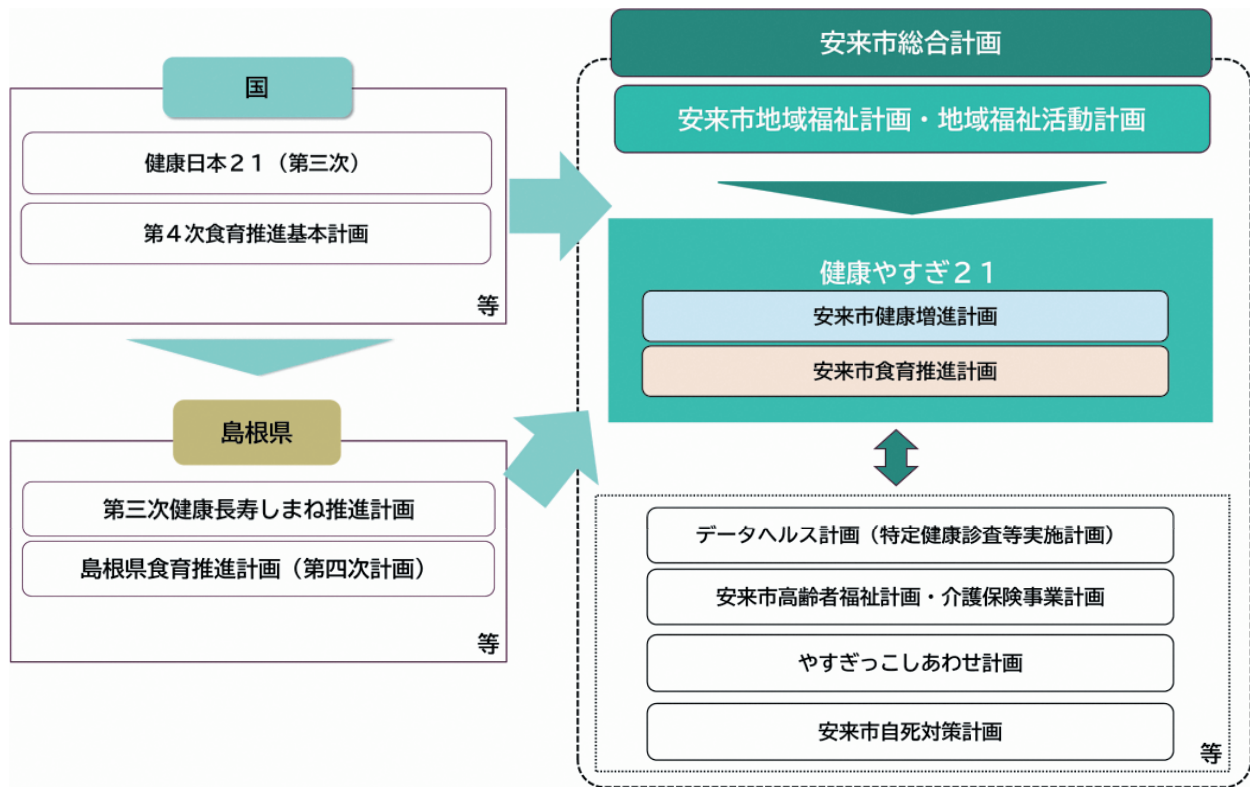 国
健康日本２１（第三次）
第４次食育推進基本計画
等
島根県
第三次健康長寿しまね推進計画
島根県食育推進計画（第四次計画）
等
安来市総合計画
安来市地域福祉計画・地域福祉活動計画
健康やすぎ２１
安来市健康増進計画
安来市食育推進計画
データヘルス計画（特定健康診査等実施計画）
安来市高齢者福祉計画・介護保険事業計画
やすぎっこしあわせ計画
安来市自死対策計画
等